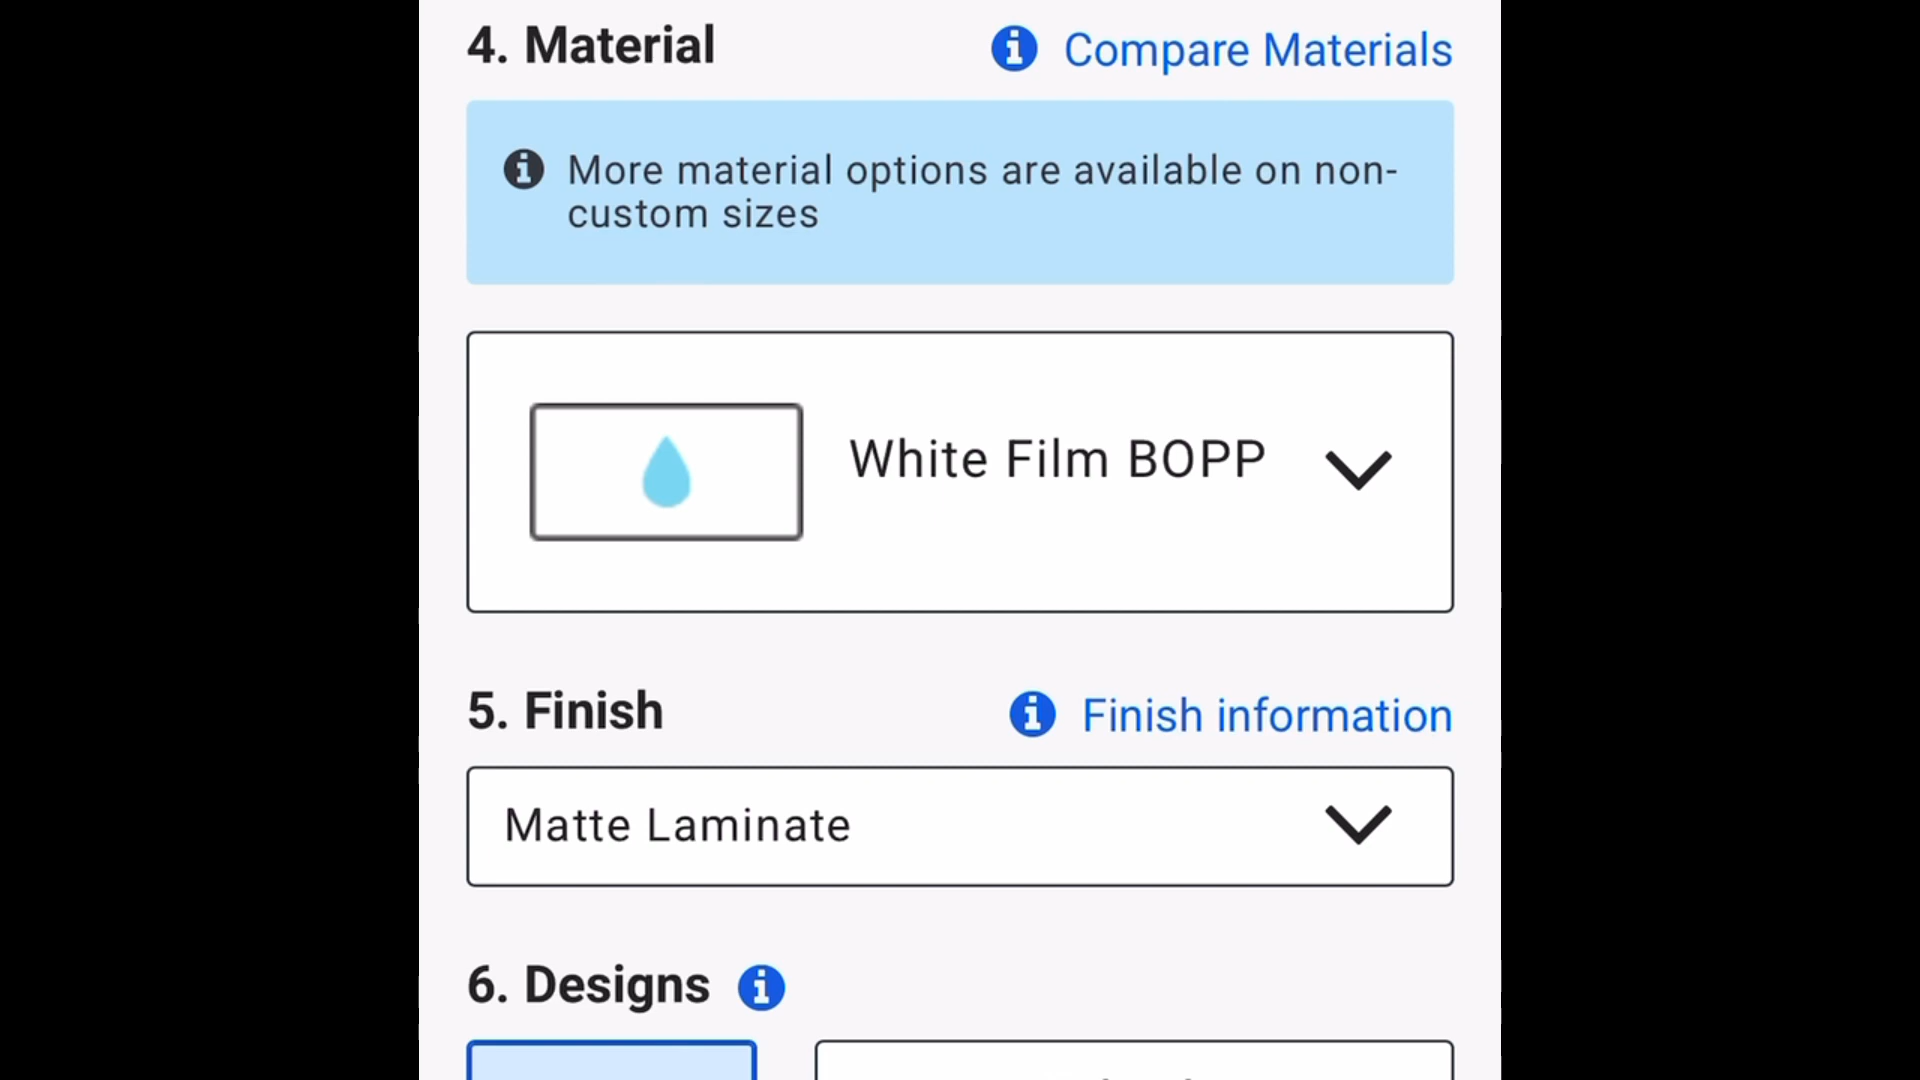 4. Material
Compare Materials
More material options are available on non-
custom sizes
White Film BOPP
5. Finish
Finish information
Matte Laminate
6. Designs